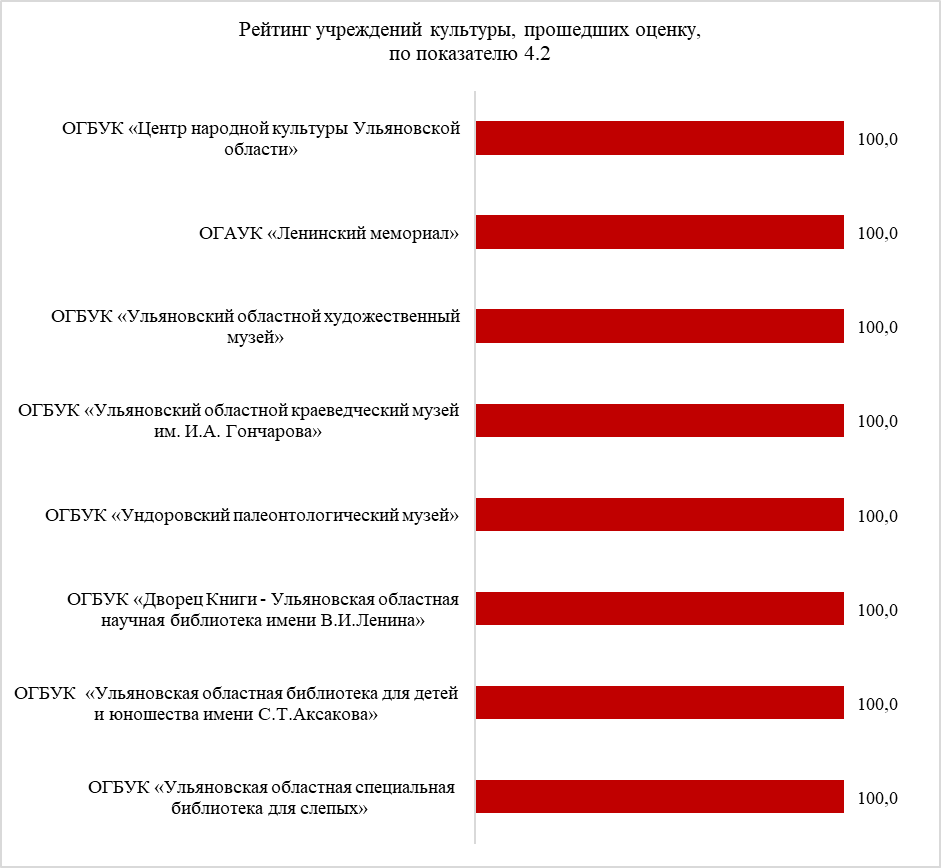 Рейтинг учреждений культуры, прошедших оценку,
по показателю 4.2
ОГБУК «Центр народной культуры Ульяновской
области»
100,0
ОГАУК «Ленинский мемориал»
100,0
ОГБУК «Ульяновский областной художественный
музей»
100,0
ОГБУК «Ульяновский областной краеведческий музей
им. И.А. Гончарова»
100,0
ОГБУК «Ундоровский палеонтологический музей»
100,0
ОГБУК «Дворец Книги - Ульяновская областная
научная библиотека имени В.И.Ленина»
100,0
ОГБУК «Ульяновская областная библиотека для детей
и юношества имени С.Т.Аксакова»
100,0
ОГБУК «Ульяновская областная специальная
библиотека для слепых»
100,0